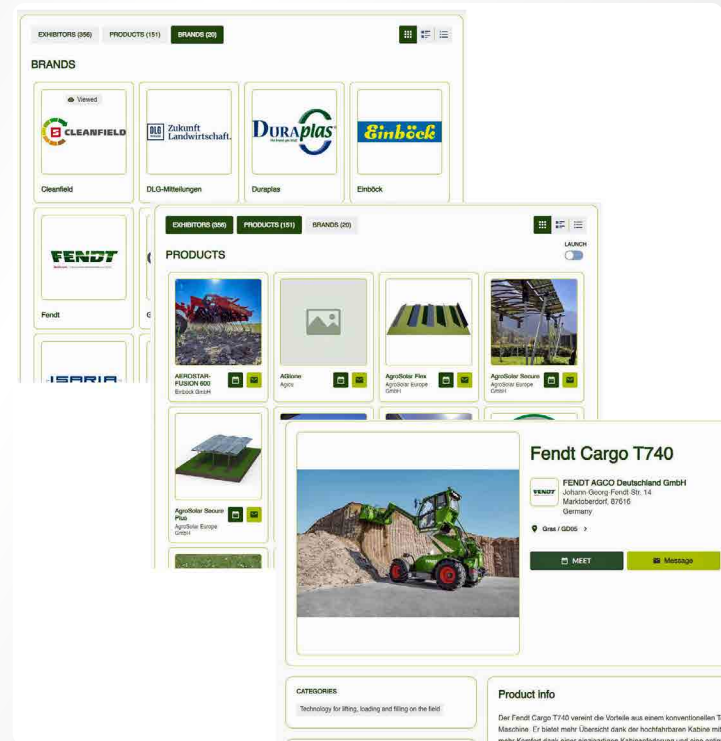 EXHIBITORS (356) PRODUCTS (151) BRANDS (20)
BRANDS
Viewed
CLEANFIELD
DLG Zukunft
Landwirtschaft.
DURAplas
Einböck
Cleanfield
DLG-Mitteilungen
Duraplas
Einböck
FENDT
Fendt
ISARIA
EXHIBITORS (356) PRODUCTS (151) BRANDS (20)
PRODUCTS
LAUNCH
AEROSTAR-
FUSION 600
Einböck GmbH
AGlione
Agxio
AgroSolar Flex
AgroSolar Europe
GmbH
AgroSolar Secure
AgroSolar Europe
GmbH
AgroSolar Secure
Plus
AgroSolar Europe
GmbH
Fendt Cargo T740
FENDT
FENDT AGCO Deutschland GmbH
Johann-Georg-Fendt-Str. 14
Marktoberdorf, 87616
Germany
Gras / GD05 >
MEET
Message
CATEGORIES
Technology for lifting, loading and filling on the field
Product info
Der Fendt Cargo T740 vereint die Vorteile aus einem konventionellen
Maschine. Er bietet mehr Übersicht dank der hochfahrbaren Kabine